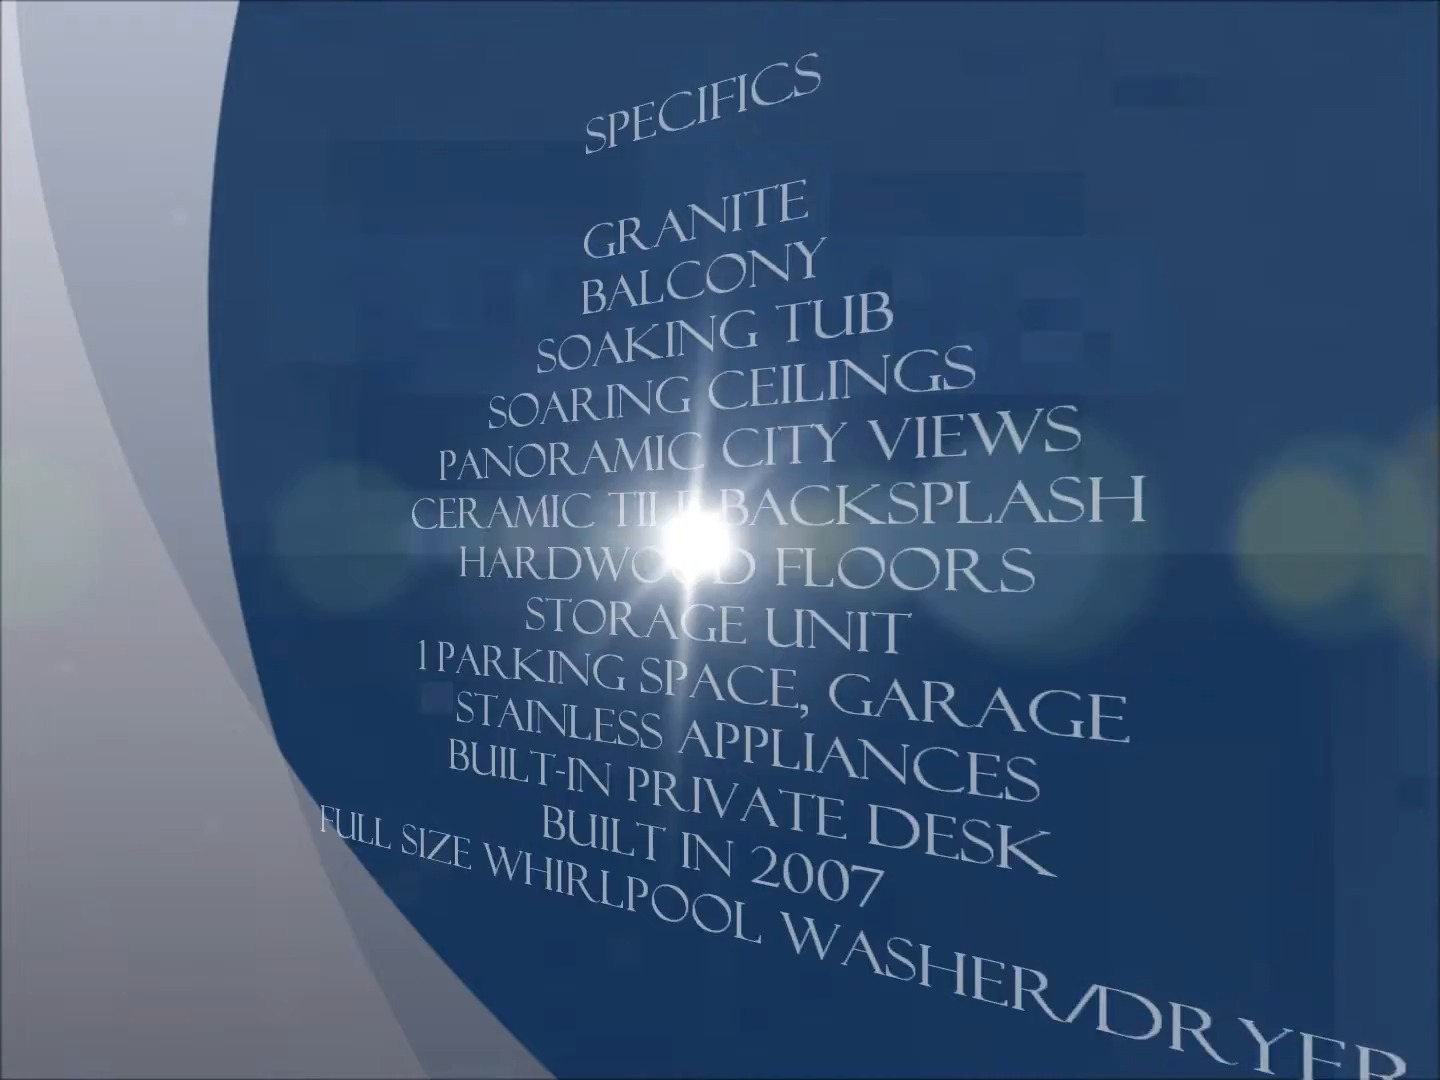 SPECIFICS
GRANITE
BALCONY
SOAKING TUB
SOARING CEILINGS
PANORAMIC CITY VIEWS
CERAMIC TILE BACKSPLASH
HARDWOOD FLOORS
STORAGE UNIT
1 PARKING SPACE, GARAGE
STAINLESS APPLIANCES
BUILT-IN PRIVATE DESK
BUILT IN 2007
FULL SIZE WHIRLPOOL WASHER/DRYER